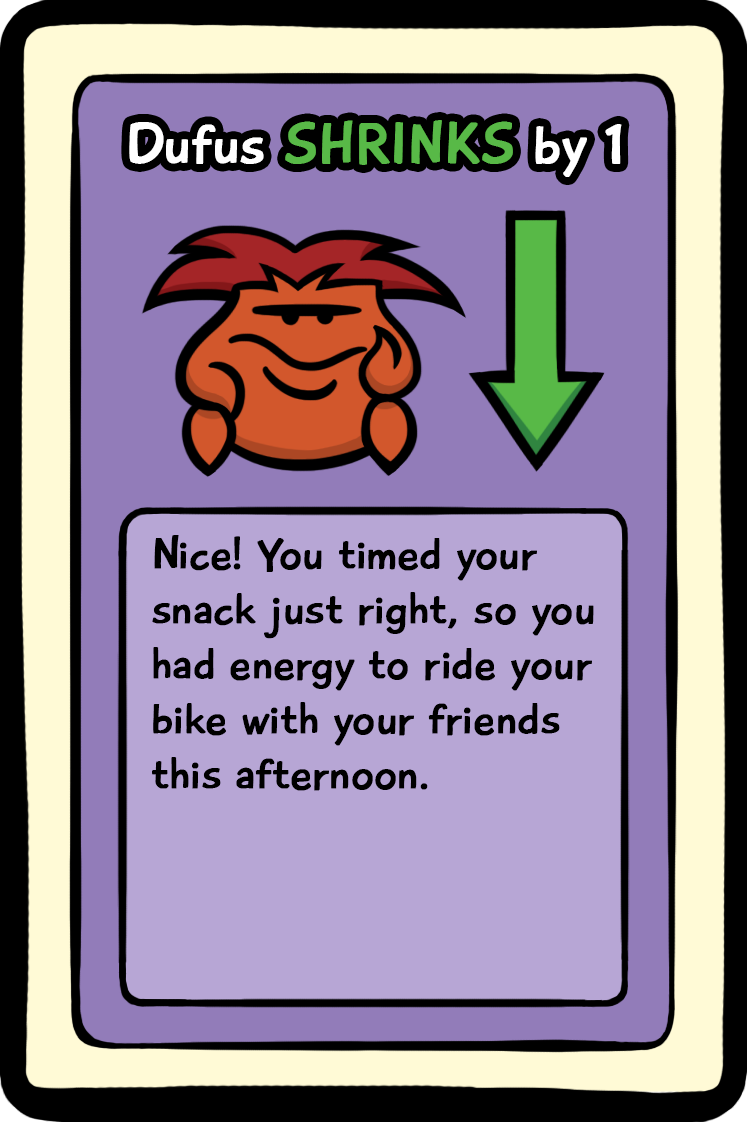 Dufus SHRINKS by 1
Nice! You timed your
snack just right, so you
had energy to ride your
bike with your friends
this afternoon.